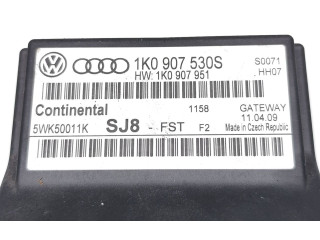 1K0 907 530S S0071
HW: 1K0 907 951 HH07
Continental 1158 GATEWAY
11.04.09
5WK50011K SJ8 - FST F2 Made in Czech Republic